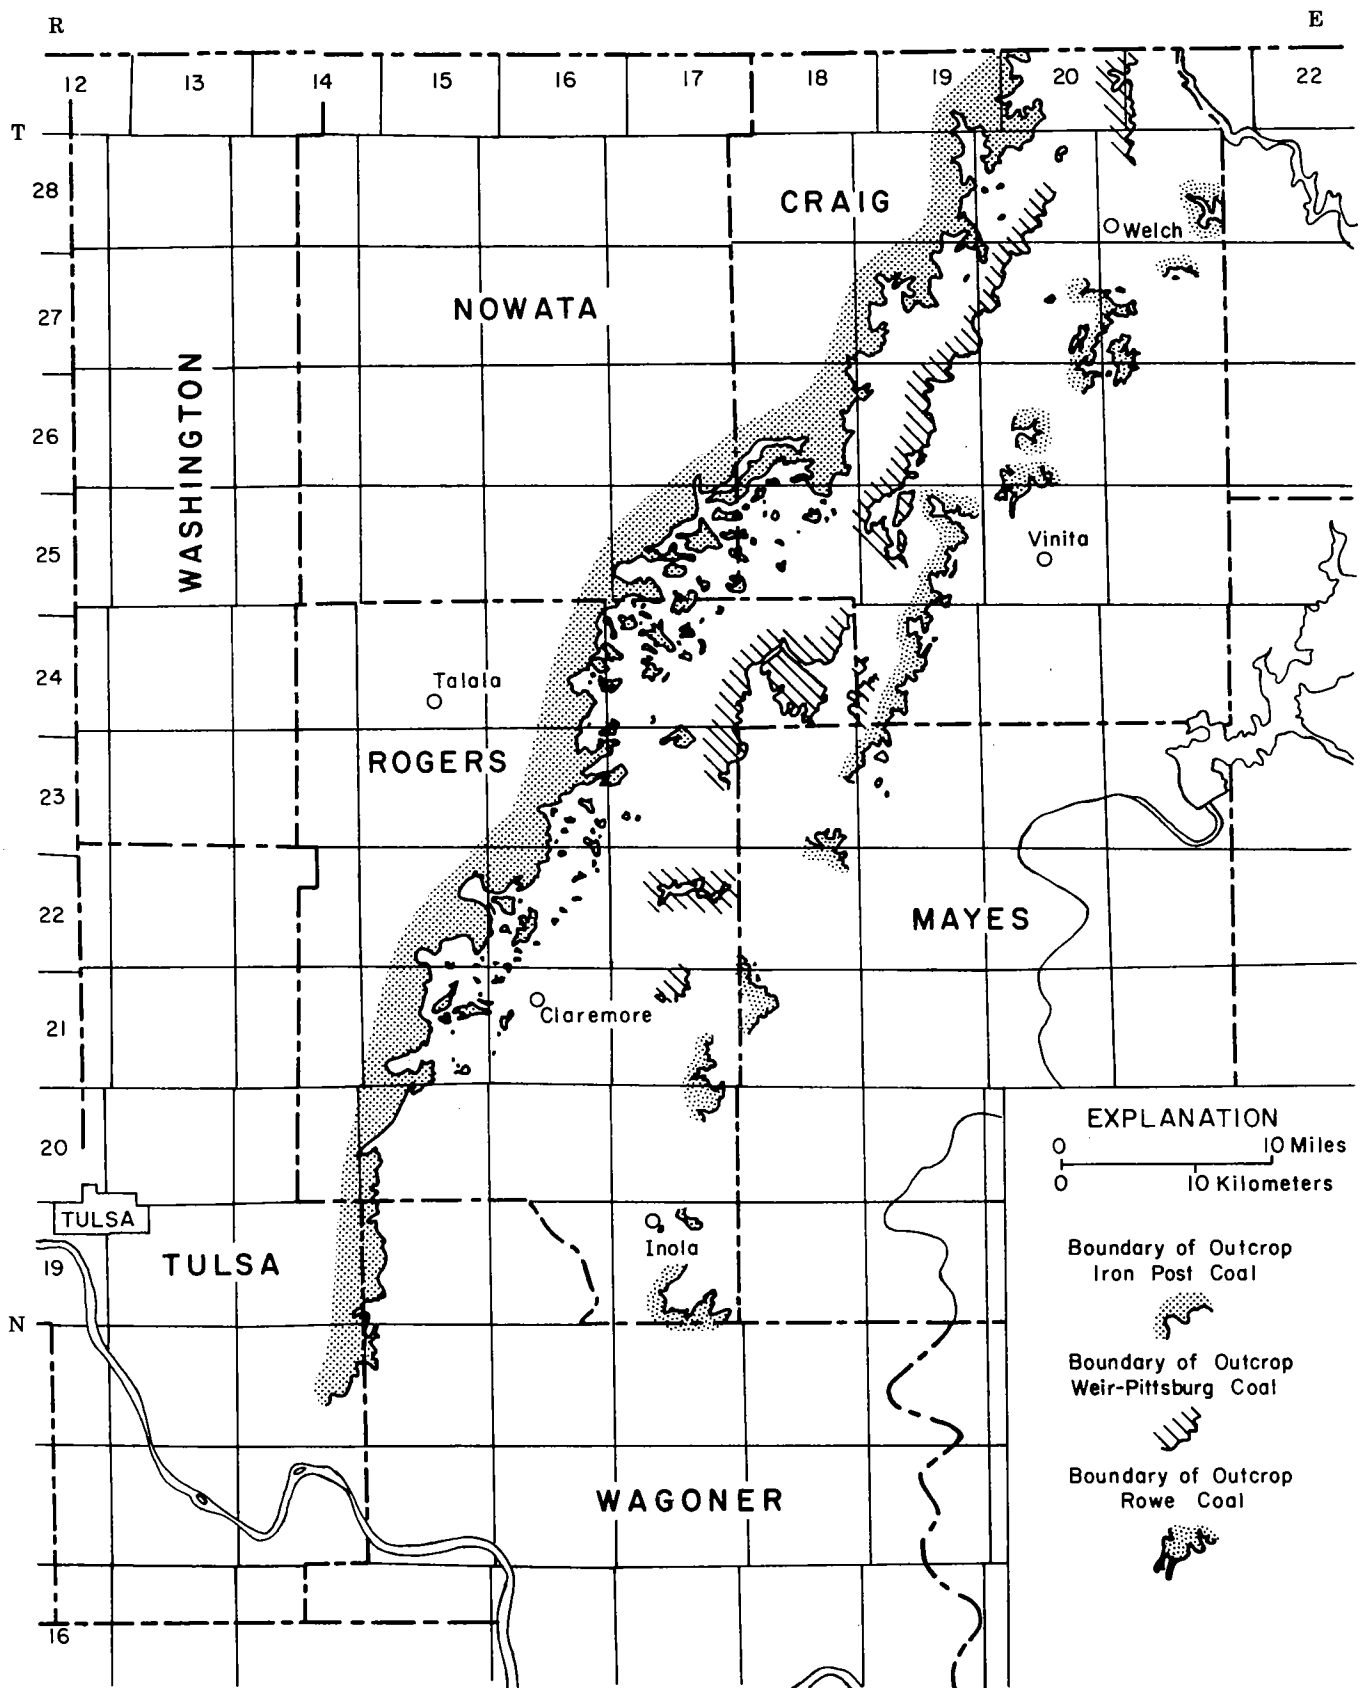 R E
12 13 14 15 16 17 18 19 20 22
T
28
CRAIG
Welch
27
NOWATA
WASHINGTON
26
25
Vinita
24
Talala
ROGERS
23
22
MAYES
21
Claremore
20
TULSA
Inola
19
TULSA
N
WAGONER
16
EXPLANATION
0 10 Miles
0 10 Kilometers
Boundary of Outcrop
Iron Post Coal
Boundary of Outcrop
Weir-Pittsburg Coal
Boundary of Outcrop
Rowe Coal